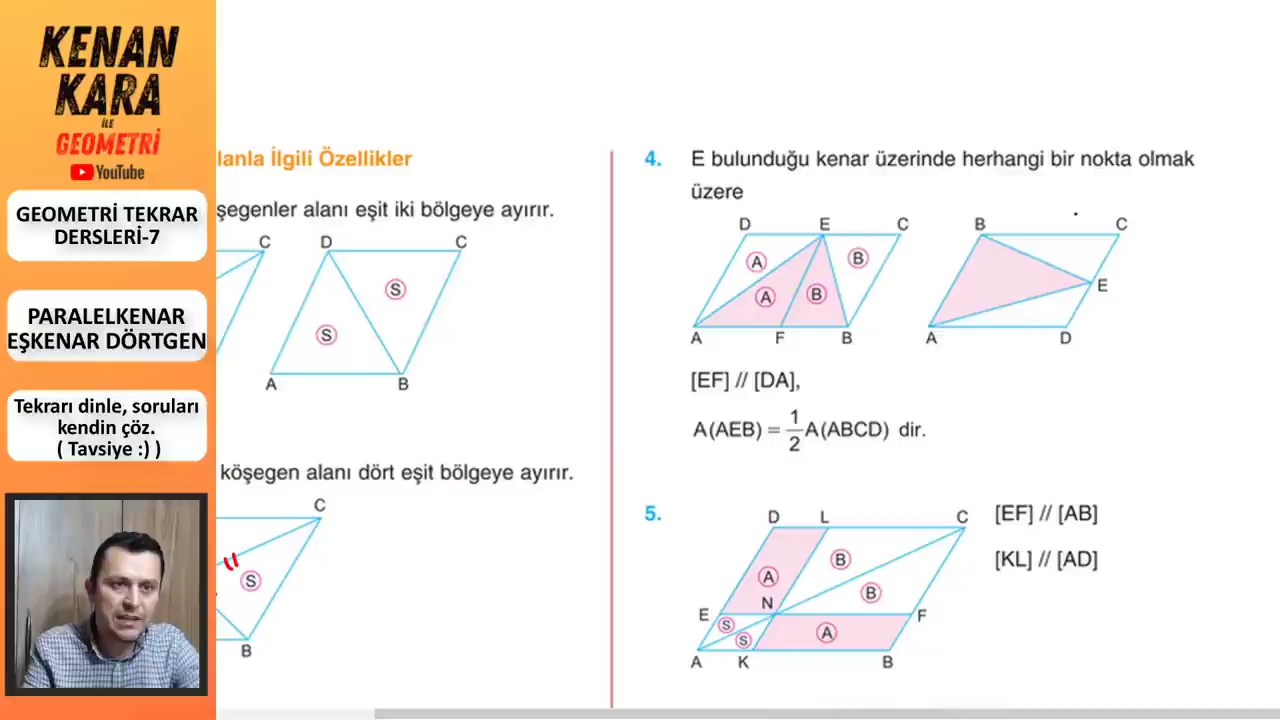 KENAN
KARA
İLE
GEOMETRİ
YouTube
GEOMETRİ TEKRAR
DERSLERİ-7
PARALELKENAR
EŞKENAR DÖRTGEN
Tekrarı dinle, soruları
kendin çöz.
( Tavsiye :) )
lanla İlgili Özellikler
şegenler alanı eşit iki bölgeye ayırır.
C D C
S
S
A B
köşegen alanı dört eşit bölgeye ayırır.
C
S
B
4. E bulunduğu kenar üzerinde herhangi bir nokta olmak
üzere
D E C B C
A B
A B E
A F B A D
[EF] // [DA],
A(AEB) = 1/2 A(ABCD) dir.
5. D L C [EF] // [AB]
[KL] // [AD]
B
A B
N
E S F
S A
A K B